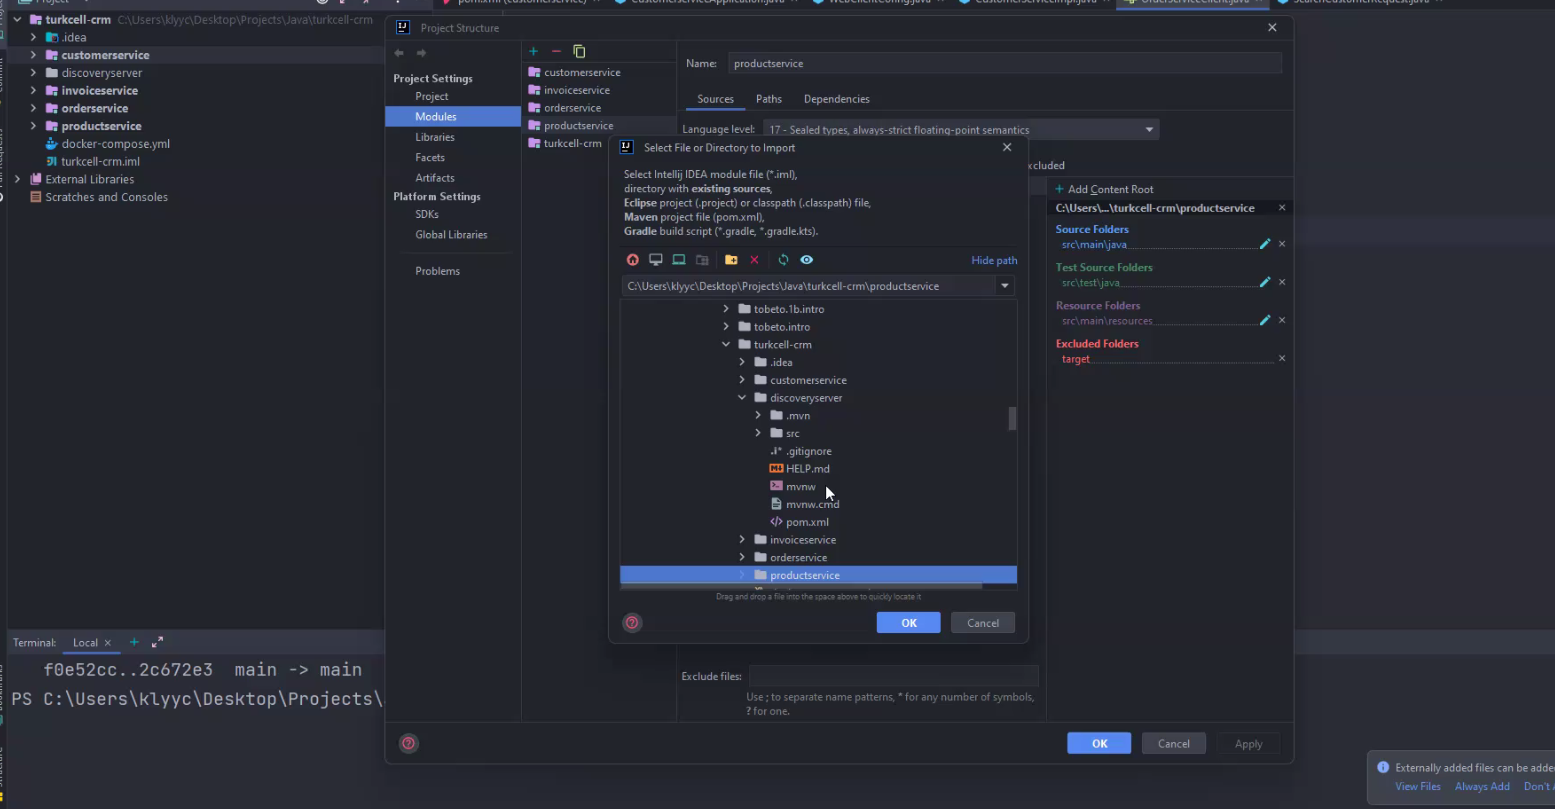 Project
pom.xml (customerservice)
CustomerserviceApplication.java
WebClientConfig.java
CustomerServiceImpl.java
OrderServiceClient.java
SearchCustomerRequest.java
turkcell-crm C:\Users\klyyc\Desktop\Projects\Java\turkcell-crm
.idea
customerservice
discoveryserver
invoiceservice
orderservice
productservice
docker-compose.yml
turkcell-crm.iml
External Libraries
Scratches and Consoles
Project Structure
Project Settings
Project
Modules
Libraries
Facets
Artifacts
Platform Settings
SDKs
Global Libraries
Problems
customerservice
invoiceservice
orderservice
productservice
turkcell-crm
Name: productservice
Sources Paths Dependencies
Language level: 17 - Sealed types, always-strict floating-point semantics
xcluded
Add Content Root
C:\Users\...\turkcell-crm\productservice
Source Folders
src\main\java
Test Source Folders
src\test\java
Resource Folders
src\main\resources
Excluded Folders
target
Select File or Directory to Import
Select Intellij IDEA module file (*.iml),
directory with existing sources,
Eclipse project (.project) or classpath (.classpath) file,
Maven project file (pom.xml),
Gradle build script (*.gradle, *.gradle.kts).
Hide path
C:\Users\klyyc\Desktop\Projects\Java\turkcell-crm\productservice
tobeto.1b.intro
tobeto.intro
turkcell-crm
.idea
customerservice
discoveryserver
.mvn
src
.gitignore
HELP.md
mvnw
mvnw.cmd
pom.xml
invoiceservice
orderservice
productservice
Drag and drop a file into the space above to quickly locate it
OK Cancel
Exclude files:
Use ; to separate name patterns, * for any number of symbols,
? for one.
OK Cancel Apply
Terminal: Local
f0e52cc..2c672e3 main -> main
PS C:\Users\klyyc\Desktop\Projects\
Externally added files can be added
View Files Always Add Don't A